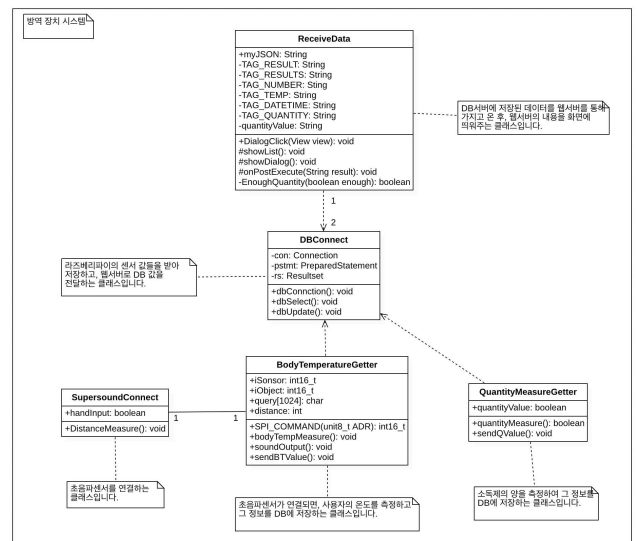 방역 장치 시스템
ReceiveData
+myJSON: String
-TAG_RESULT: String
-TAG_RESULTS: String
-TAG_NUMBER: String
-TAG_TEMP: String
-TAG_DATETIME: String
-TAG_QUANTITY: String
-quantityValue: String
+DialogClick(View view): void
#showList(): void
#showDialog(): void
#onPostExecute(String result): void
-EnoughQuantity(boolean enough): boolean
DB서버에 저장된 데이터를 웹서버를 통해
가지고 온 후, 웹서버의 내용을 화면에
띄워주는 클래스입니다.
1
2
DBConnect
-con: Connection
-pstmt: PreparedStatement
-rs: Resultset
+dbConnction(): void
+dbSelect(): void
+dbUpdate(): void
라즈베리파이의 센서 값들을 받아
저장하고, 웹서버로 DB 값을
전달하는 클래스입니다.
BodyTemperatureGetter
+iSonsor: int16_t
+iObject: int16_t
+query[1024]: char
+distance: int
+SPI_COMMAND(unit8_t ADR): int16_t
+bodyTempMeasure(): void
+soundOutput(): void
+sendBTValue(): void
SupersoundConnect
+handInput: boolean
+DistanceMeasure(): void
1
1
QuantityMeasureGetter
+quantityValue: boolean
+quantityMeasure(): boolean
+sendQValue(): void
초음파센서를 연결하는
클래스입니다.
초음파센서가 연결되면, 사용자의 온도를 측정하고
그 정보를 DB에 저장하는 클래스입니다.
소독제의 양을 측정하여 그 정보를
DB에 저장하는 클래스입니다.